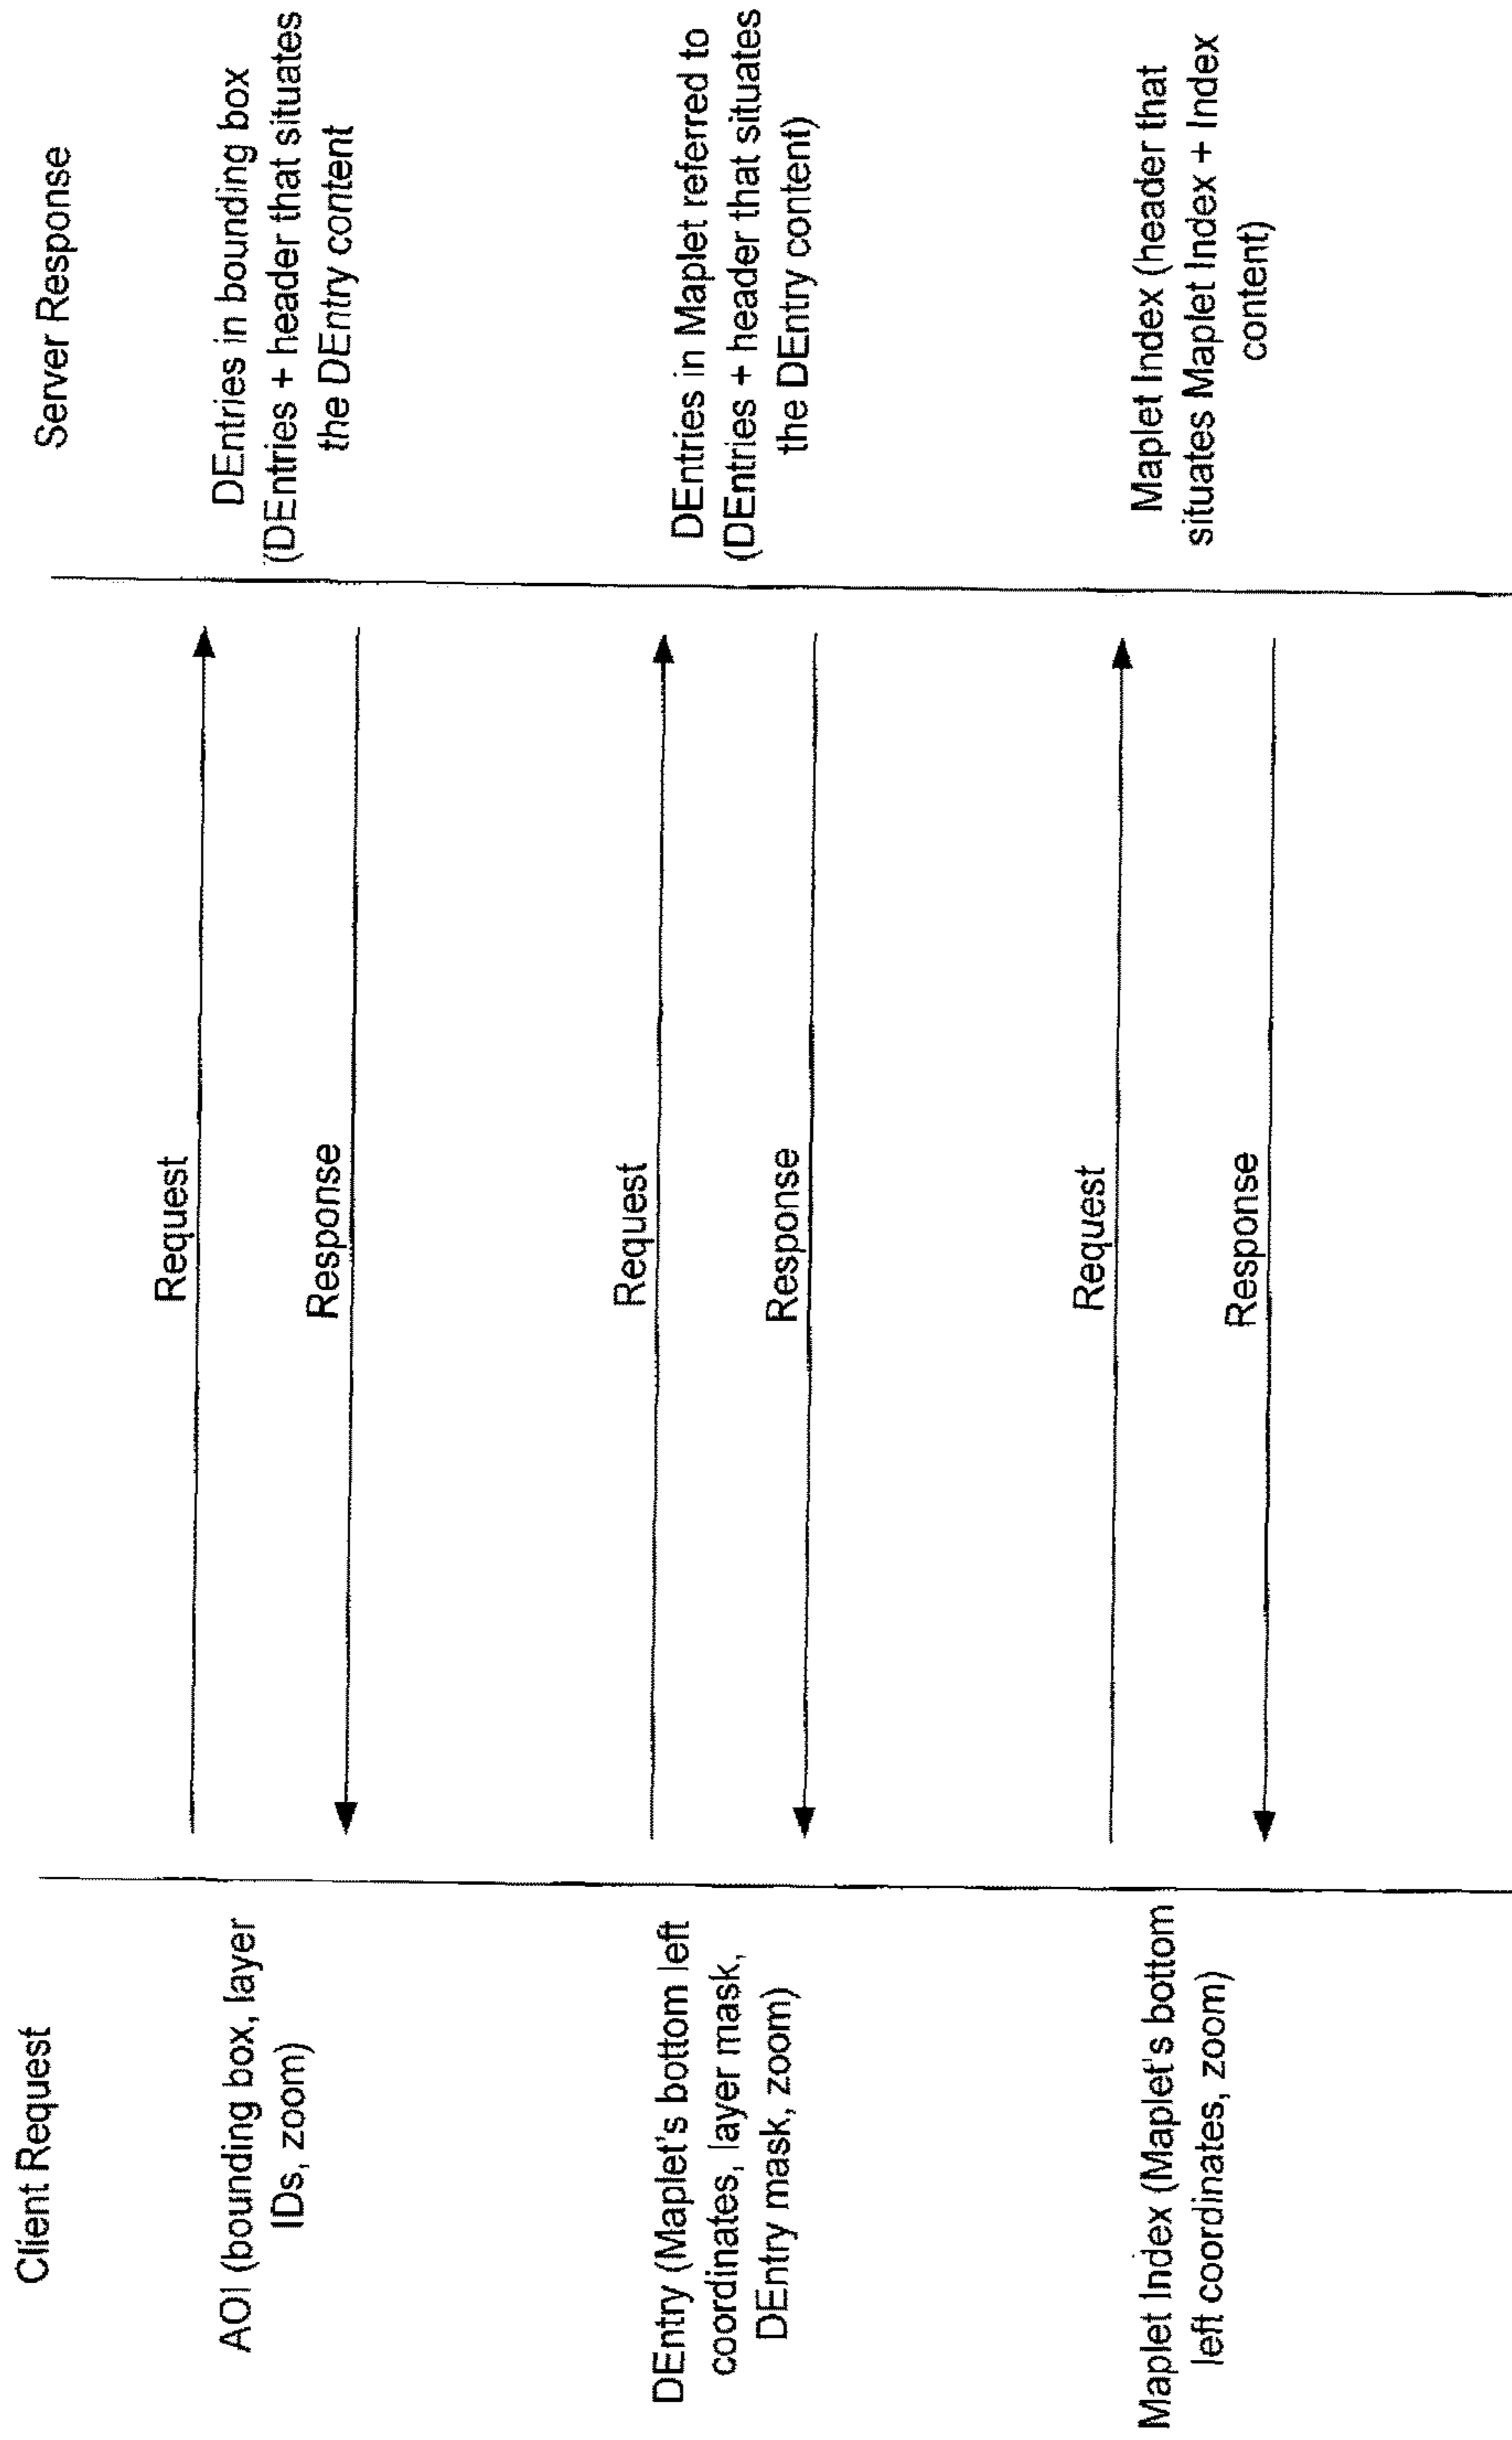 Client Request
Server Response
AOI (bounding box, layer
IDs, zoom)
Request
Response
DEntries in bounding box
(DEntries + header that situates
the DEntry content
DEntry (Maplet's bottom left
coordinates, layer mask,
DEntry mask, zoom)
Request
Response
DEntries in Maplet referred to
(DEntries + header that situates
the DEntry content)
Maplet Index (Maplet's bottom
left coordinates, zoom)
Request
Response
Maplet Index (header that
situates Maplet Index + Index
content)